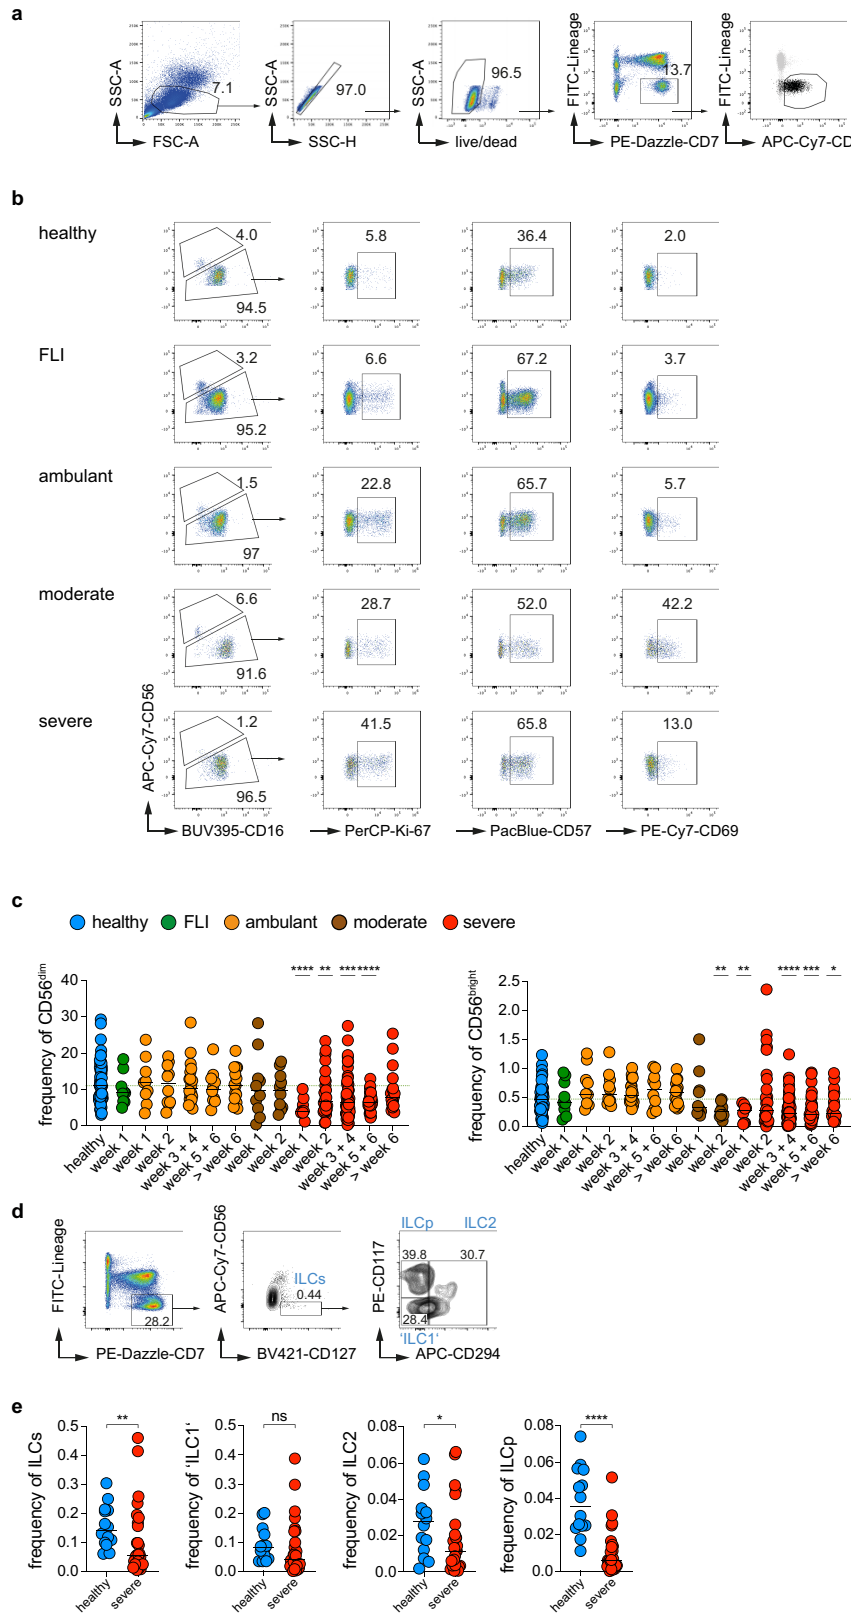 a
7.1
97.0
96.5
13.7
SSC-A
SSC-A
SSC-A
FITC-Lineage
FITC-Lineage
FSC-A
SSC-H
live/dead
PE-Dazzle-CD7
APC-Cy7-CD
b
healthy
4.0
5.8
36.4
2.0
94.5
FLI
3.2
6.6
67.2
3.7
95.2
ambulant
1.5
22.8
65.7
5.7
97
moderate
6.6
28.7
52.0
42.2
91.6
severe
1.2
41.5
65.8
13.0
96.5
APC-Cy7-CD56
BUV395-CD16
PerCP-Ki-67
PacBlue-CD57
PE-Cy7-CD69
c
healthy FLI ambulant moderate severe
frequency of CD56dim
40
30
20
10
0
**** ** *** ****
healthy
week 1
week 1
week 2
week 3 + 4
week 5 + 6
> week 6
week 1
week 2
week 1
week 2
week 3 + 4
week 5 + 6
> week 6
frequency of CD56bright
2.5
2.0
1.5
1.0
0.5
0.0
** ** **** *** *
healthy
week 1
week 1
week 2
week 3 + 4
week 5 + 6
> week 6
week 1
week 2
week 1
week 2
week 3 + 4
week 5 + 6
> week 6
d
FITC-Lineage
28.2
PE-Dazzle-CD7
APC-Cy7-CD56
ILCs
0.44
BV421-CD127
ILCp ILC2
PE-CD117
39.8 30.7
28.4
'ILC1'
APC-CD294
e
frequency of ILCs
0.5
0.4
0.3
0.2
0.1
0.0
**
healthy
severe
frequency of 'ILC1'
0.5
0.4
0.3
0.2
0.1
0.0
ns
healthy
severe
frequency of ILC2
0.08
0.06
0.04
0.02
0.00
*
healthy
severe
frequency of ILCp
0.08
0.06
0.04
0.02
0.00
****
healthy
severe